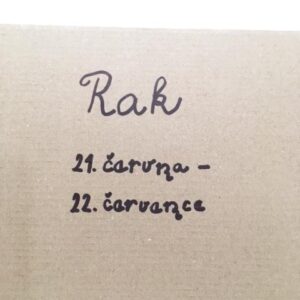 Rak
21. června –
22. července